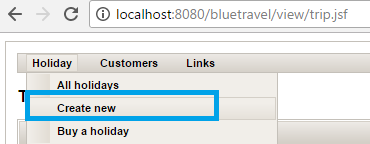 localhost:8080/bluetravel/view/trip.jsf
Holiday Customers Links
All holidays
Create new
Buy a holiday